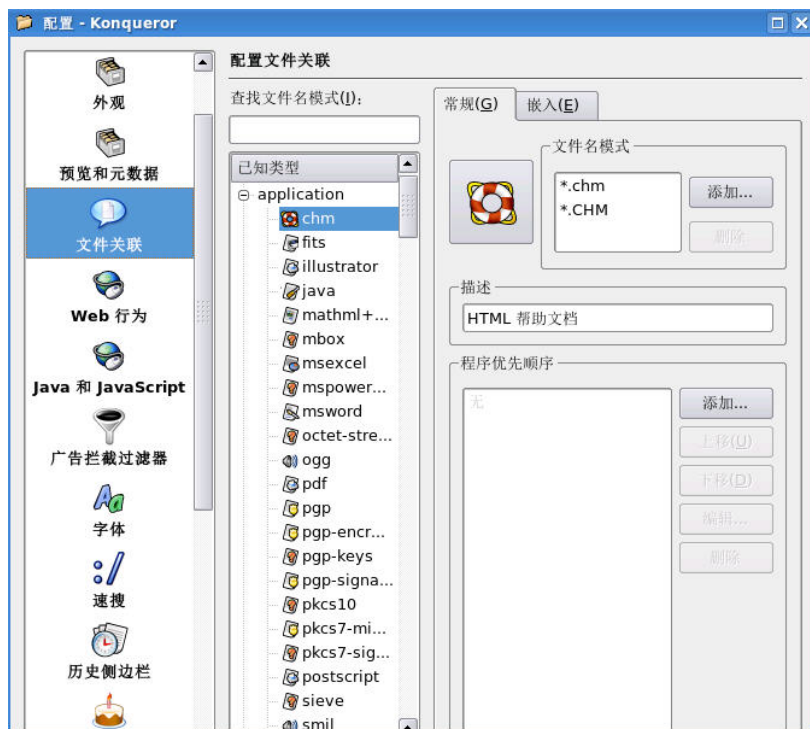 配置 - Konqueror
外观
预览和元数据
文件关联
Web 行为
Java 和 JavaScript
广告拦截过滤器
字体
速搜
历史侧边栏
配置文件关联
查找文件名模式(I):
已知类型
application
chm
fits
illustrator
java
mathml+...
mbox
msexcel
mspower...
msword
octet-stre...
ogg
pdf
pgp
pgp-encr...
pgp-keys
pgp-signa...
pkcs10
pkcs7-mi...
pkcs7-sig...
postscript
sieve
smil
常规(G)
嵌入(E)
文件名模式
*.chm
*.CHM
添加...
删除
描述
HTML 帮助文档
程序优先顺序
无
添加...
上移(U)
下移(D)
编辑...
删除